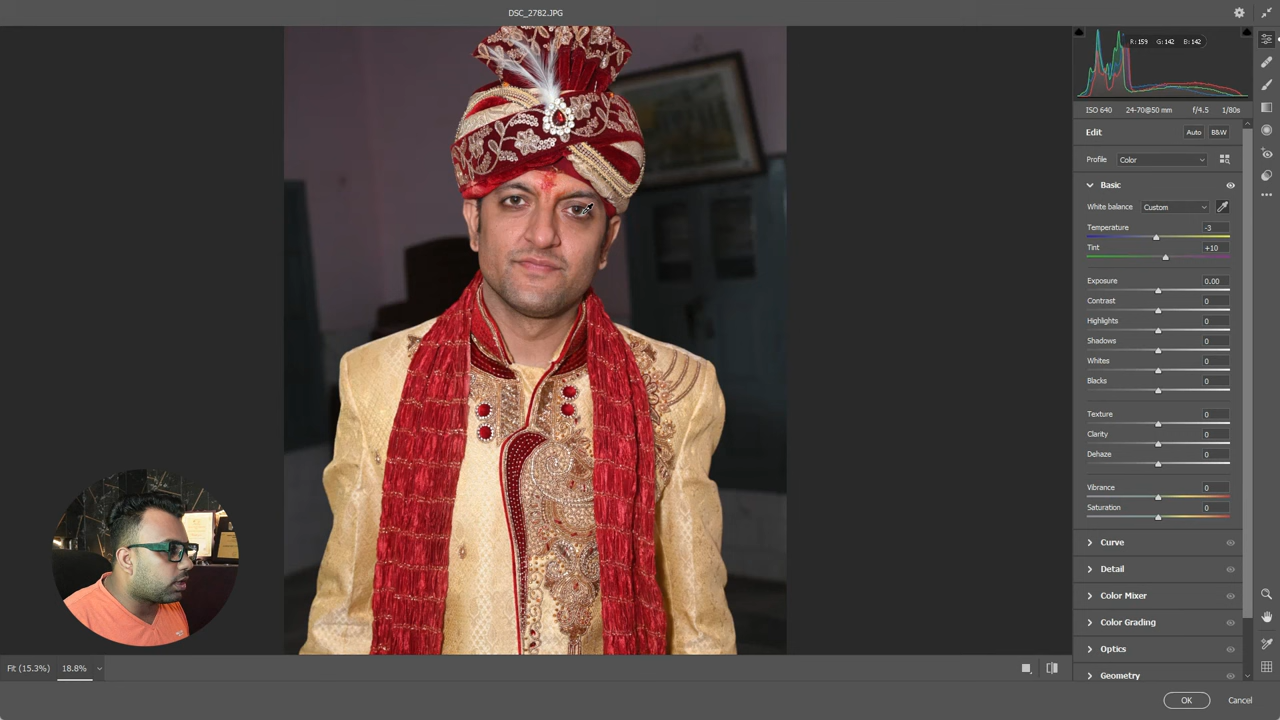 DSC_2782.JPG
R: 159 G: 142 B: 142
ISO 640 24-70@50 mm f/4.5 1/80s
Edit Auto B&W
Profile Color
Basic
White balance Custom
Temperature -3
Tint +10
Exposure 0.00
Contrast 0
Highlights 0
Shadows 0
Whites 0
Blacks 0
Texture 0
Clarity 0
Dehaze 0
Vibrance 0
Saturation 0
Curve
Detail
Color Mixer
Color Grading
Optics
Geometry
Fit (15.3%) 18.8%
OK Cancel